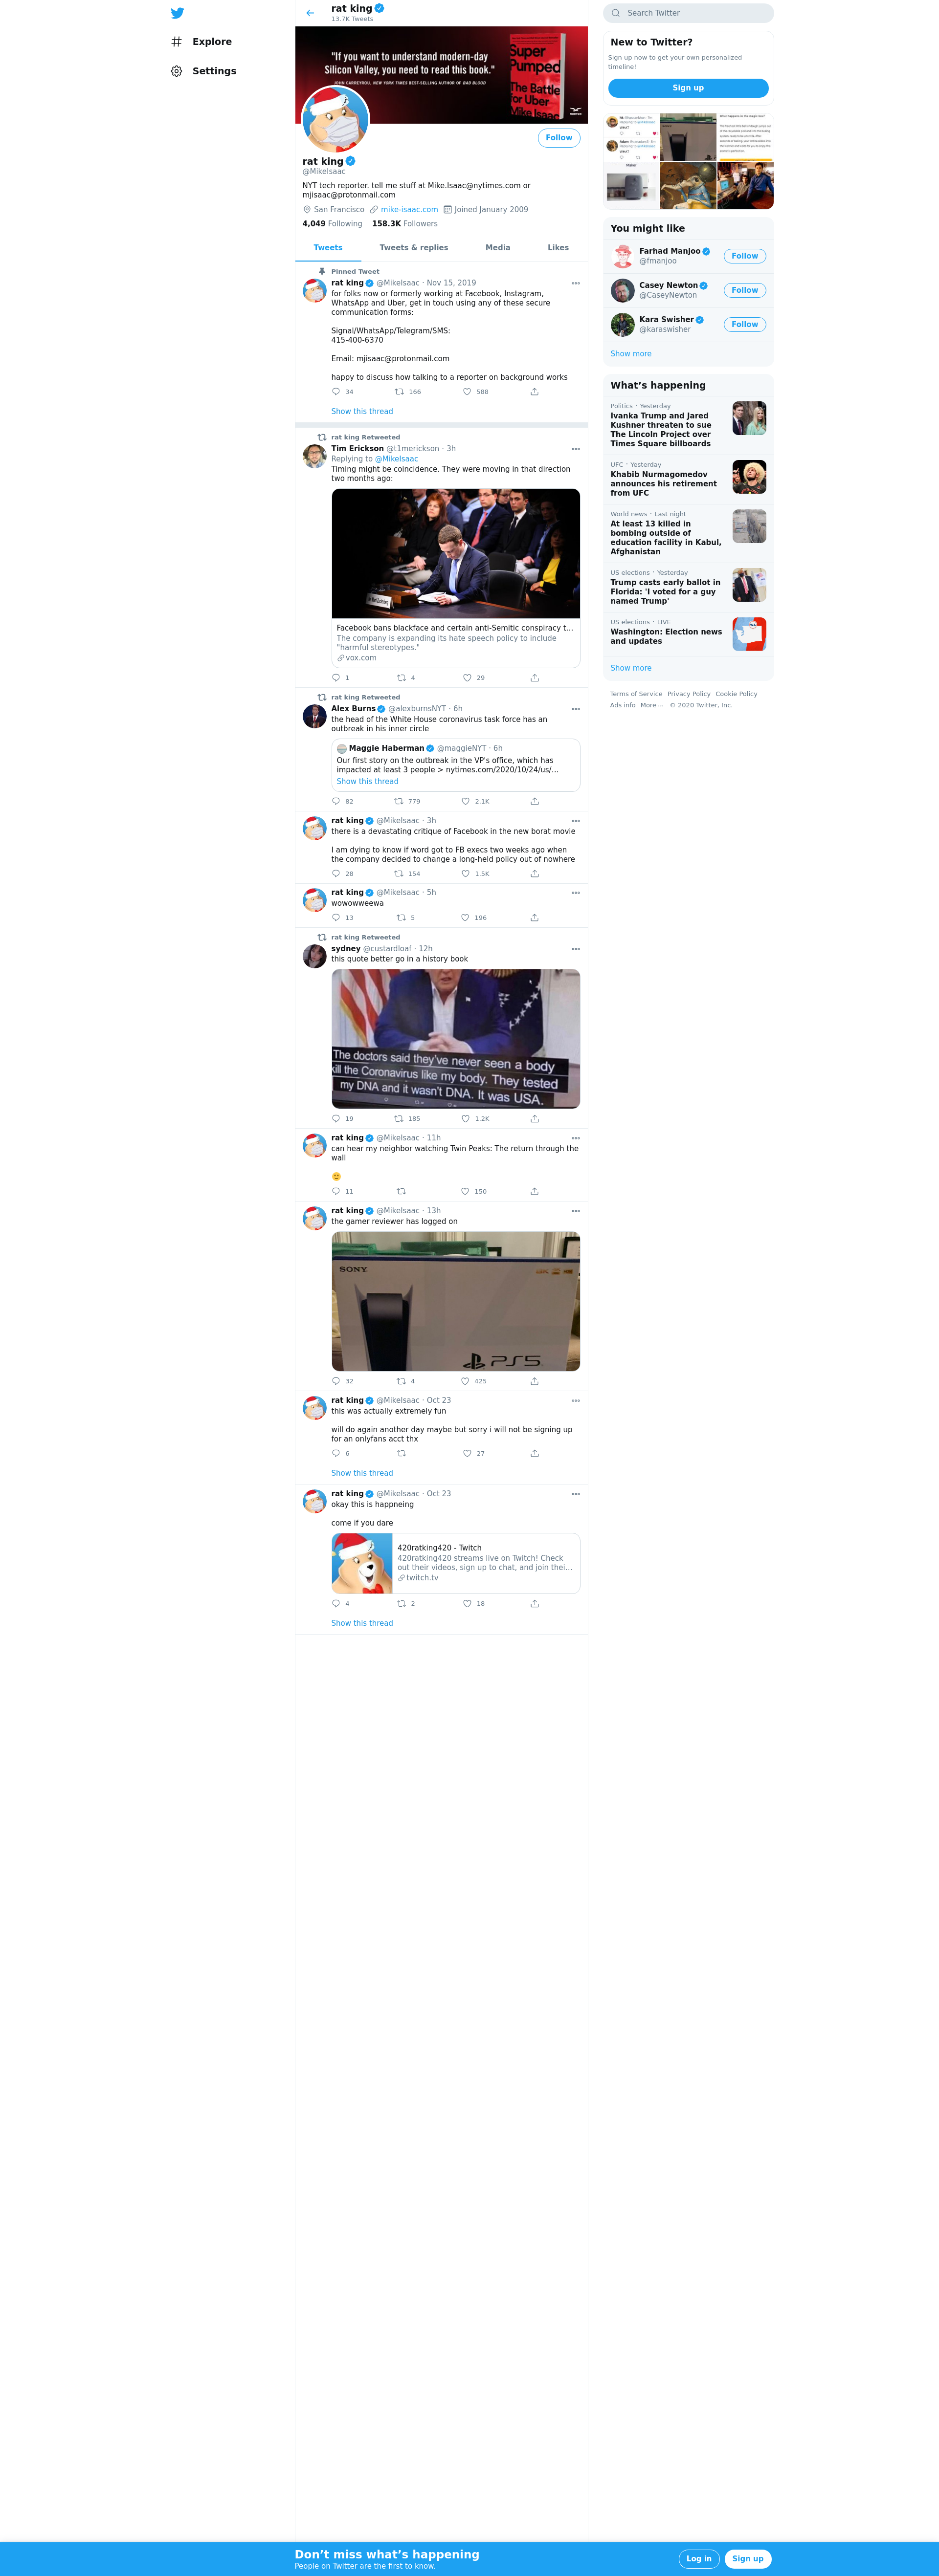 Explore
Settings
rat king
13.7K Tweets
"If you want to understand modern-day
Silicon Valley, you need to read this book."
—JOHN CARREYROU, NEW YORK TIMES BEST-SELLING AUTHOR OF BAD BLOOD
Super
Pumped
The Battle
for Uber
Mike Isaac
Follow
rat king
@MikeIsaac
NYT tech reporter. tell me stuff at Mike.Isaac@nytimes.com or
mjisaac@protonmail.com
San Francisco mike-isaac.com Joined January 2009
4,049 Following 158.3K Followers
Tweets Tweets & replies Media Likes
Pinned Tweet
rat king @MikeIsaac · Nov 15, 2019
for folks now or formerly working at Facebook, Instagram,
WhatsApp and Uber, get in touch using any of these secure
communication forms:
Signal/WhatsApp/Telegram/SMS:
415-400-6370
Email: mjisaac@protonmail.com
happy to discuss how talking to a reporter on background works
34 166 588
Show this thread
rat king Retweeted
Tim Erickson @t1merickson · 3h
Replying to @MikeIsaac
Timing might be coincidence. They were moving in that direction
two months ago:
Facebook bans blackface and certain anti-Semitic conspiracy t...
The company is expanding its hate speech policy to include
"harmful stereotypes."
vox.com
1 4 29
rat king Retweeted
Alex Burns @alexburnsNYT · 6h
the head of the White House coronavirus task force has an
outbreak in his inner circle
Maggie Haberman @maggieNYT · 6h
Our first story on the outbreak in the VP's office, which has
impacted at least 3 people > nytimes.com/2020/10/24/us/...
Show this thread
82 779 2.1K
rat king @MikeIsaac · 3h
there is a devastating critique of Facebook in the new borat movie
I am dying to know if word got to FB execs two weeks ago when
the company decided to change a long-held policy out of nowhere
28 154 1.5K
rat king @MikeIsaac · 5h
wowowweewa
13 5 196
rat king Retweeted
sydney @custardloaf · 12h
this quote better go in a history book
The doctors said they've never seen a body
kill the Coronavirus like my body. They tested
my DNA and it wasn't DNA. It was USA.
19 185 1.2K
rat king @MikeIsaac · 11h
can hear my neighbor watching Twin Peaks: The return through the
wall
🙂
11 150
rat king @MikeIsaac · 13h
the gamer reviewer has logged on
SONY
PS5
32 4 425
rat king @MikeIsaac · Oct 23
this was actually extremely fun
will do again another day maybe but sorry i will not be signing up
for an onlyfans acct thx
6 27
Show this thread
rat king @MikeIsaac · Oct 23
okay this is happneing
come if you dare
420ratking420 - Twitch
420ratking420 streams live on Twitch! Check
out their videos, sign up to chat, and join thei...
twitch.tv
4 2 18
Show this thread
Search Twitter
New to Twitter?
Sign up now to get your own personalized
timeline!
Sign up
You might like
Farhad Manjoo
@fmanjoo
Follow
Casey Newton
@CaseyNewton
Follow
Kara Swisher
@karaswisher
Follow
Show more
What's happening
Politics · Yesterday
Ivanka Trump and Jared
Kushner threaten to sue
The Lincoln Project over
Times Square billboards
UFC · Yesterday
Khabib Nurmagomedov
announces his retirement
from UFC
World news · Last night
At least 13 killed in
bombing outside of
education facility in Kabul,
Afghanistan
US elections · Yesterday
Trump casts early ballot in
Florida: 'I voted for a guy
named Trump'
US elections · LIVE
Washington: Election news
and updates
Show more
Terms of Service Privacy Policy Cookie Policy
Ads info More © 2020 Twitter, Inc.
Don't miss what's happening
People on Twitter are the first to know.
Log in
Sign up